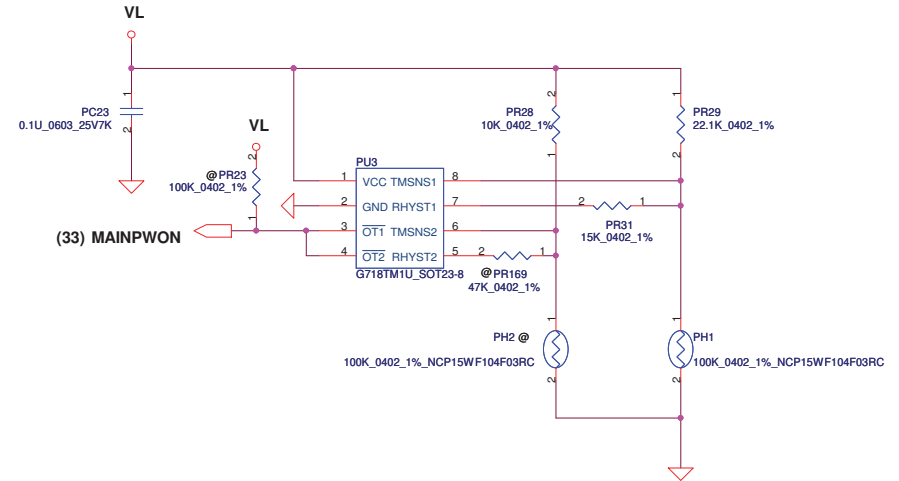 VL
PC23
0.1U_0603_25V7K
1
2
VL
@PR23
100K_0402_1%
2
1
(33) MAINPWON
PU3
1 VCC TMSNS1 8
2 GND RHYST1 7
3 OT1 TMSNS2 6
4 OT2 RHYST2 5
G718TM1U_SOT23-8
PR28
10K_0402_1%
2
1
PR29
22.1K_0402_1%
1
2
2 1
PR31
15K_0402_1%
2 1
@PR169
47K_0402_1%
PH2 @
100K_0402_1%_NCP15WF104F03RC
1
2
PH1
100K_0402_1%_NCP15WF104F03RC
1
2